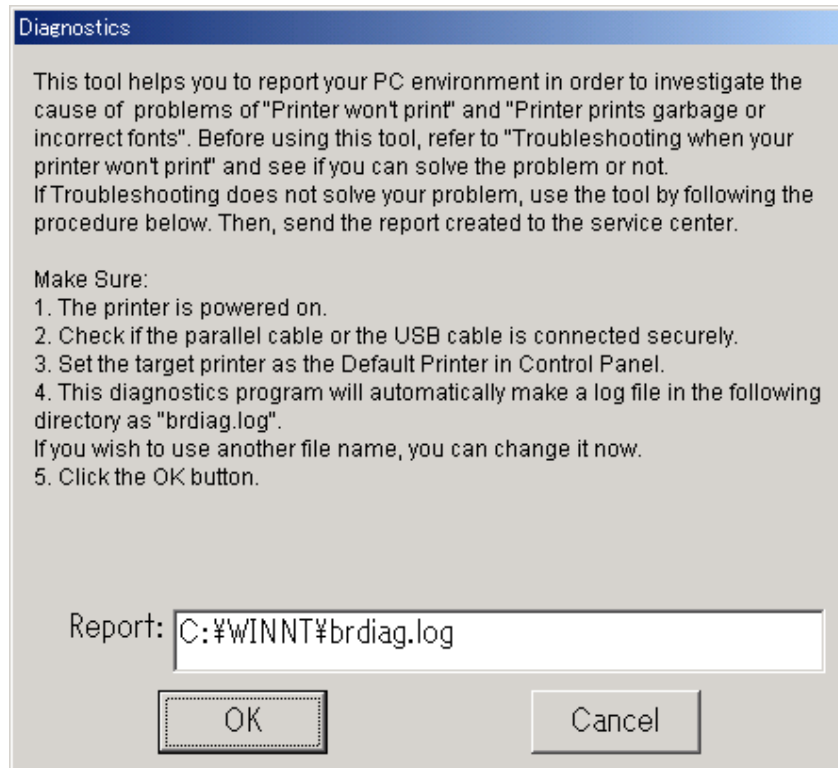 Diagnostics
This tool helps you to report your PC environment in order to investigate the
cause of  problems of "Printer won't print" and "Printer prints garbage or
incorrect fonts". Before using this tool, refer to "Troubleshooting when your
printer won't print" and see if you can solve the problem or not.
If Troubleshooting does not solve your problem, use the tool by following the
procedure below. Then, send the report created to the service center.
Make Sure:
1. The printer is powered on.
2. Check if the parallel cable or the USB cable is connected securely.
3. Set the target printer as the Default Printer in Control Panel.
4. This diagnostics program will automatically make a log file in the following
directory as "brdiag.log".
If you wish to use another file name, you can change it now.
5. Click the OK button.
Report: C:¥WINNT¥brdiag.log
OK Cancel